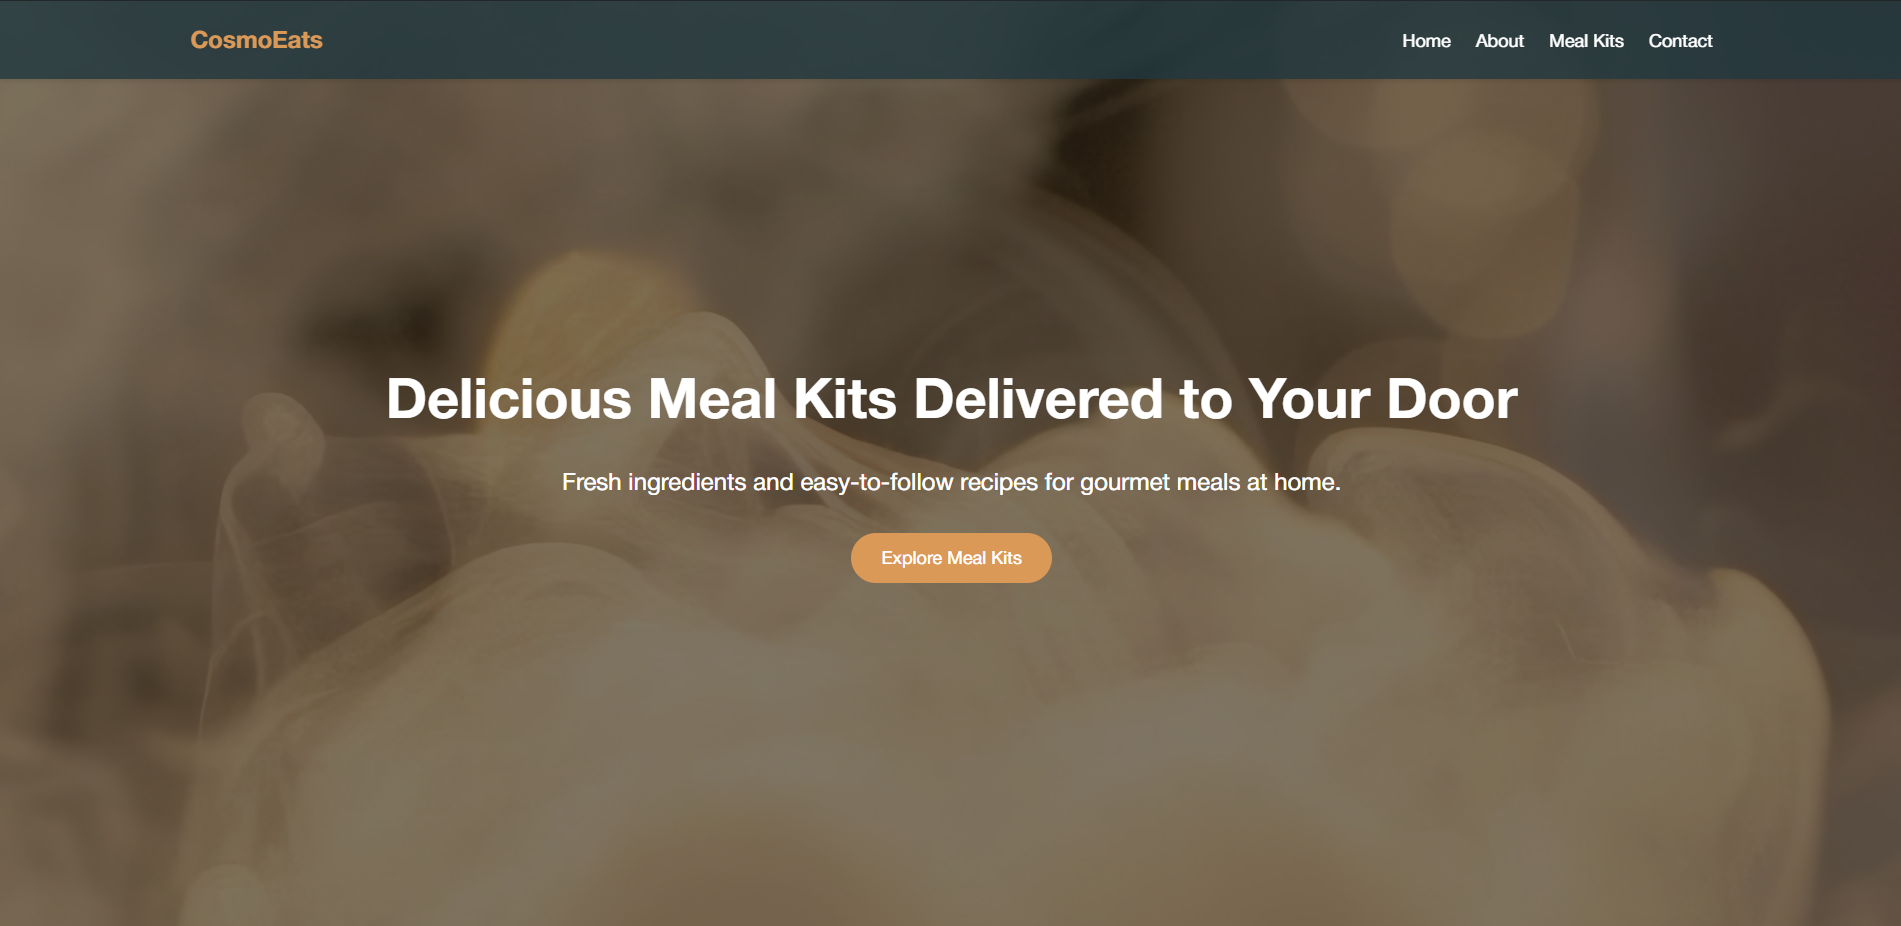 CosmoEats
Home About Meal Kits Contact
Delicious Meal Kits Delivered to Your Door
Fresh ingredients and easy-to-follow recipes for gourmet meals at home.
Explore Meal Kits